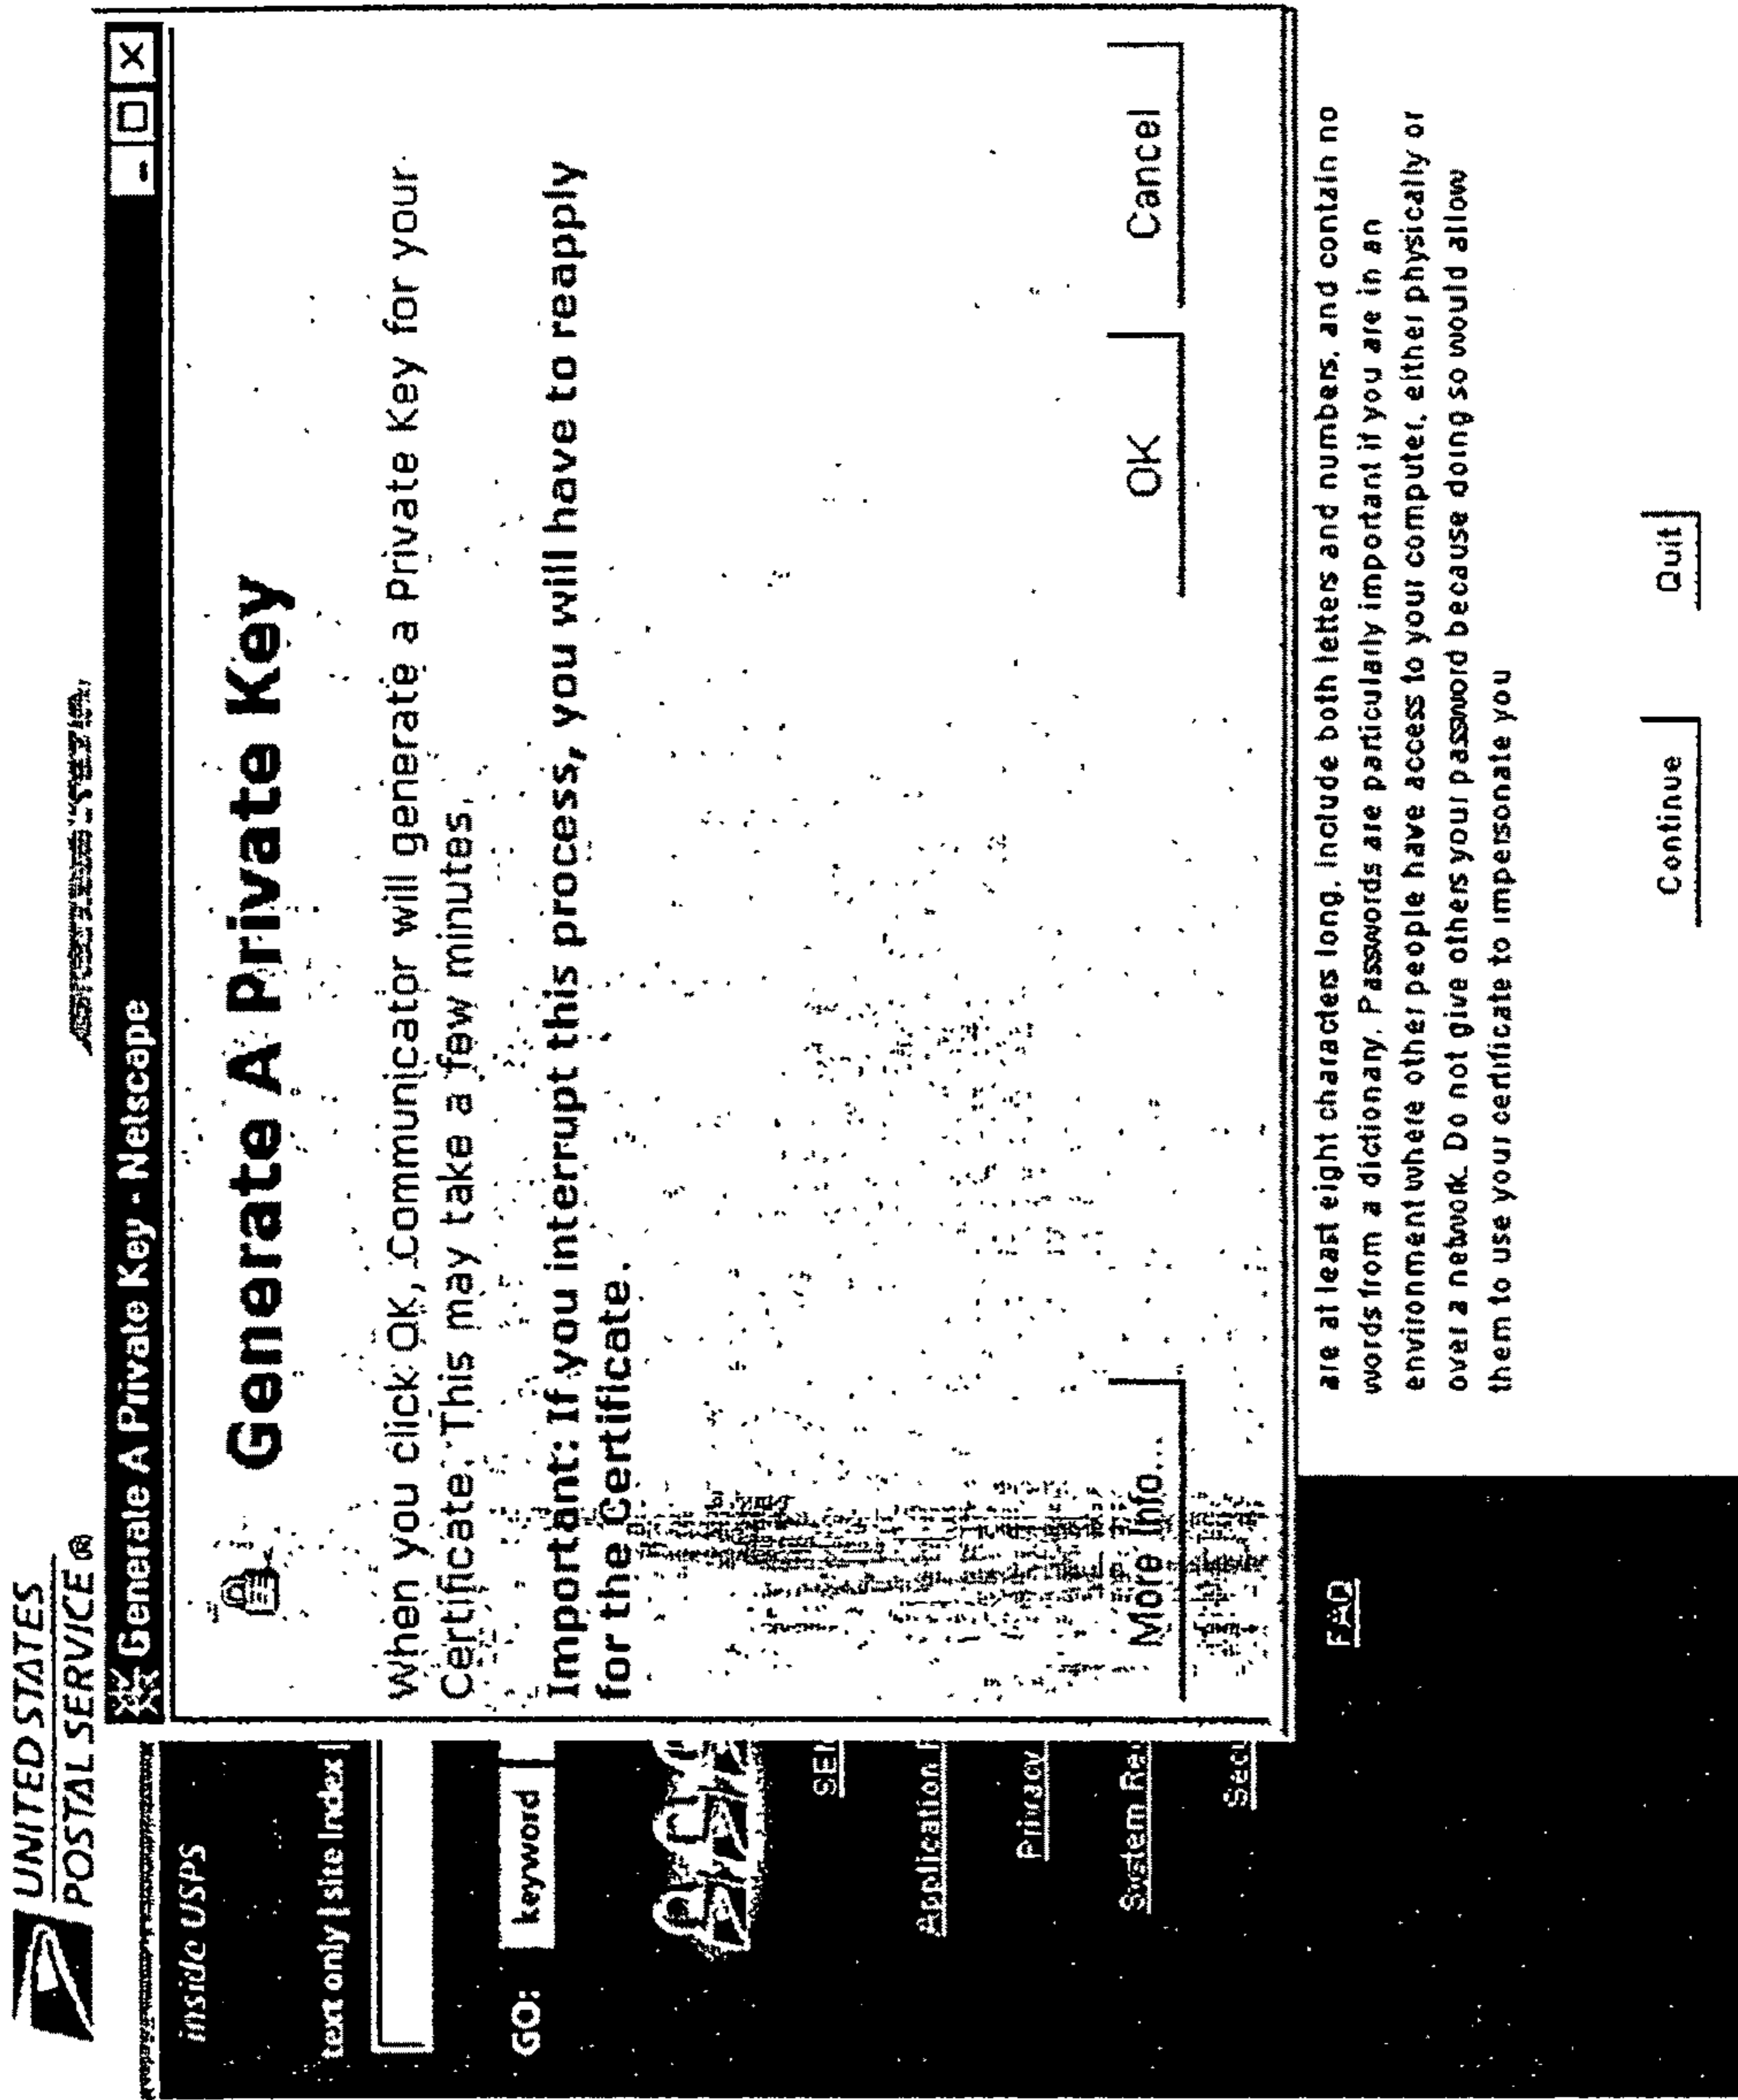 UNITED STATES
POSTAL SERVICE ®
Generate A Private Key - Netscape
inside USPS
text only | site index |
GO: keyword
SEN
Application
Privacy
System Req
Secu
FAQ
Generate A Private Key
When you click OK, Communicator will generate a Private Key for your
Certificate. This may take a few minutes.
Important: If you interrupt this process, you will have to reapply
for the Certificate.
More Info...
OK
Cancel
are at least eight characters long, include both letters and numbers, and contain no
words from a dictionary. Passwords are particularly important if you are in an
environment where other people have access to your computer, either physically or
over a network. Do not give others your password because doing so would allow
them to use your certificate to impersonate you
Continue
Quit